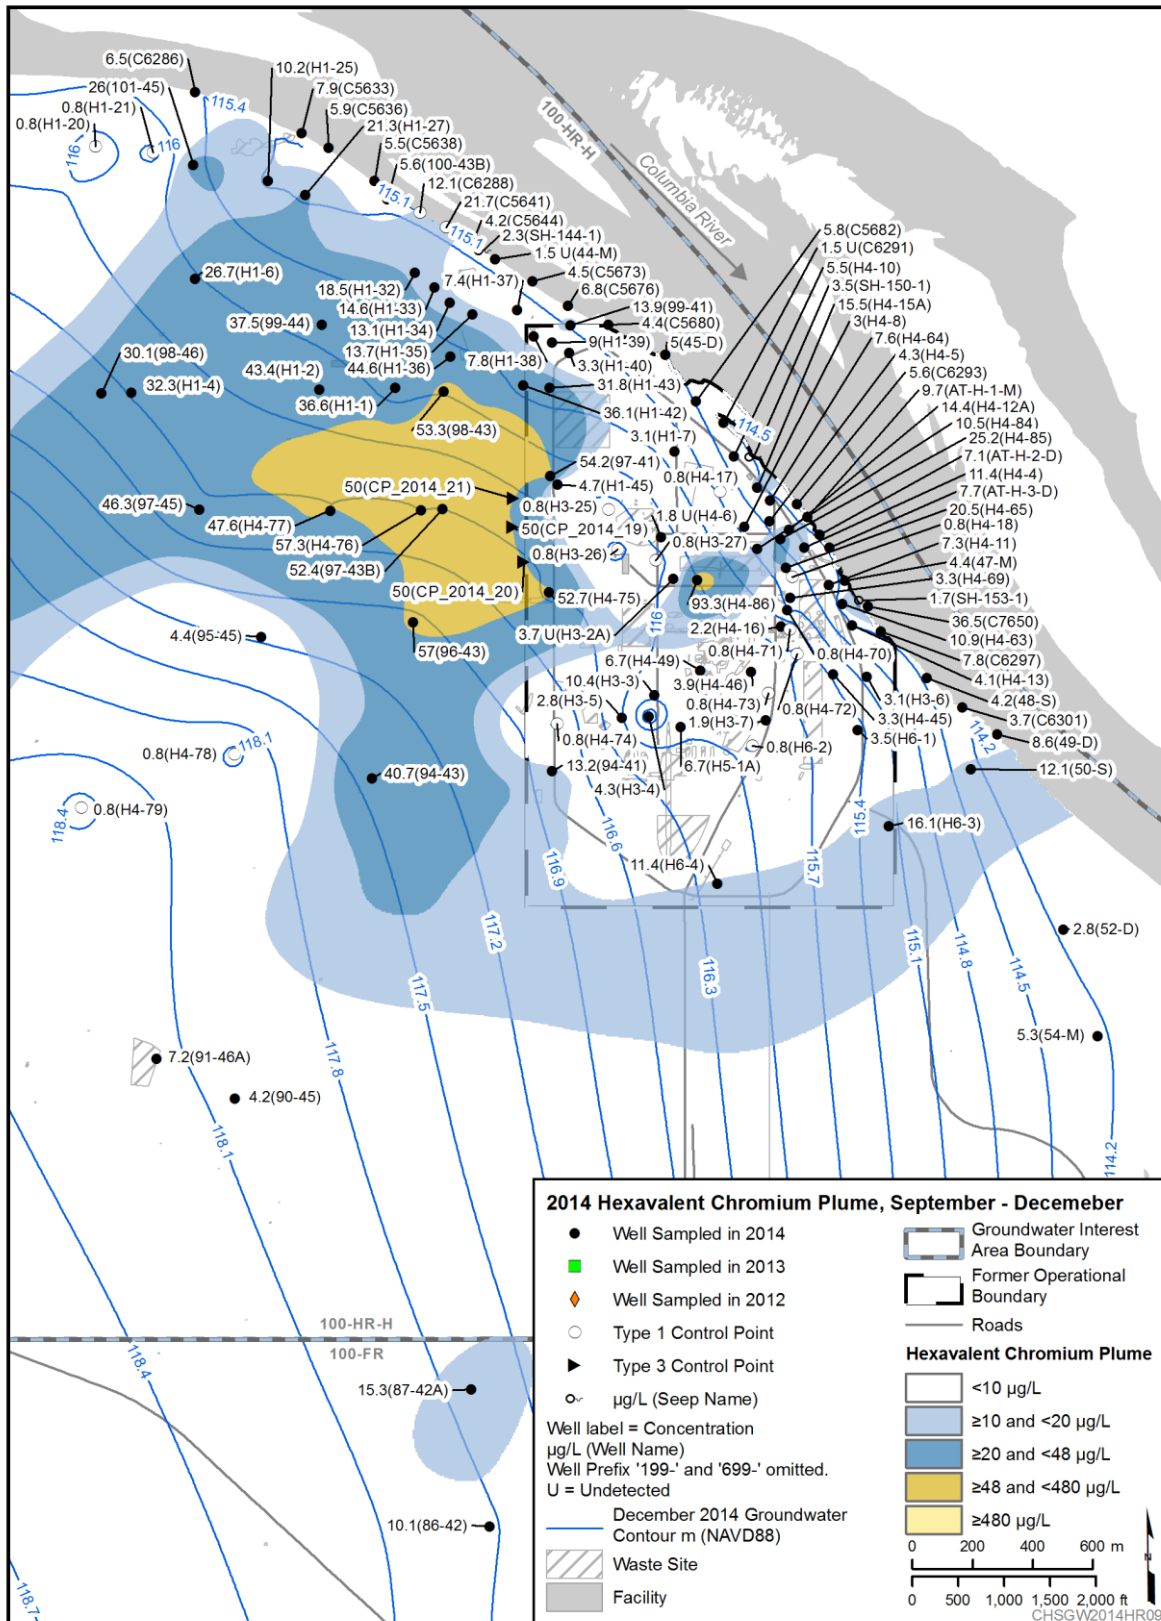 6.5(C6286)
26(101-45)
0.8(H1-21)
0.8(H1-20)
10.2(H1-25)
7.9(C5633)
5.9(C5636)
21.3(H1-27)
5.5(C5638)
5.6(100-43B)
12.1(C6288)
21.7(C5641)
4.2(C5644)
2.3(SH-144-1)
1.5 U(44-M)
4.5(C5673)
6.8(C5676)
13.9(99-41)
4.4(C5680)
5(45-D)
115.4
116
116
115.1
115.1
100-HR-H
Columbia River
5.8(C5682)
1.5 U(C6291)
5.5(H4-10)
3.5(SH-150-1)
15.5(H4-15A)
3(H4-8)
7.6(H4-64)
4.3(H4-5)
5.6(C6293)
9.7(AT-H-1-M)
14.4(H4-12A)
10.5(H4-84)
25.2(H4-85)
7.1(AT-H-2-D)
11.4(H4-4)
7.7(AT-H-3-D)
20.5(H4-65)
0.8(H4-18)
7.3(H4-11)
4.4(47-M)
3.3(H4-69)
1.7(SH-153-1)
36.5(C7650)
10.9(H4-63)
7.8(C6297)
4.1(H4-13)
4.2(48-S)
3.7(C6301)
8.6(49-D)
12.1(50-S)
16.1(H6-3)
26.7(H1-6)
18.5(H1-32)
7.4(H1-37)
14.6(H1-33)
37.5(99-44)
13.1(H1-34)
13.7(H1-35)
44.6(H1-36)
7.8(H1-38)
9(H1-39)
3.3(H1-40)
30.1(98-46)
32.3(H1-4)
43.4(H1-2)
36.6(H1-1)
31.8(H1-43)
36.1(H1-42)
53.3(98-43)
3.1(H1-7)
114.5
54.2(97-41)
4.7(H1-45)
0.8(H4-17)
50(CP_2014_21)
0.8(H3-25)
1.8 U(H4-6)
46.3(97-45)
47.6(H4-77)
50(CP_2014_19)
0.8(H3-27)
57.3(H4-76)
0.8(H3-26)
52.4(97-43B)
50(CP_2014_20)
52.7(H4-75)
93.3(H4-86)
4.4(95-45)
57(96-43)
3.7 U(H3-2A)
116
2.2(H4-16)
0.8(H4-71)
0.8(H4-70)
6.7(H4-49)
10.4(H3-3)
3.9(H4-46)
2.8(H3-5)
0.8(H4-73)
0.8(H4-72)
3.1(H3-6)
1.9(H3-7)
3.3(H4-45)
3.5(H6-1)
0.8(H4-74)
0.8(H6-2)
13.2(94-41)
6.7(H5-1A)
4.3(H3-4)
0.8(H4-78)
118.1
0.8(H4-79)
118.4
40.7(94-43)
114.2
115.4
11.4(H6-4)
116.6
116.9
115.7
117.2
116.3
117.5
115.1
114.8
114.5
2.8(52-D)
5.3(54-M)
117.8
7.2(91-46A)
4.2(90-45)
118.1
114.2
100-HR-H
100-FR
118.4
15.3(87-42A)
10.1(86-42)
118.7
2014 Hexavalent Chromium Plume, September - Decemeber
Well Sampled in 2014
Well Sampled in 2013
Well Sampled in 2012
Type 1 Control Point
Type 3 Control Point
µg/L (Seep Name)
Well label = Concentration
µg/L (Well Name)
Well Prefix '199-' and '699-' omitted.
U = Undetected
December 2014 Groundwater
Contour m (NAVD88)
Waste Site
Facility
Groundwater Interest
Area Boundary
Former Operational
Boundary
Roads
Hexavalent Chromium Plume
<10 µg/L
≥10 and <20 µg/L
≥20 and <48 µg/L
≥48 and <480 µg/L
≥480 µg/L
0 200 400 600 m
0 500 1,000 1,500 2,000 ft
N
CHSGW2014HR09